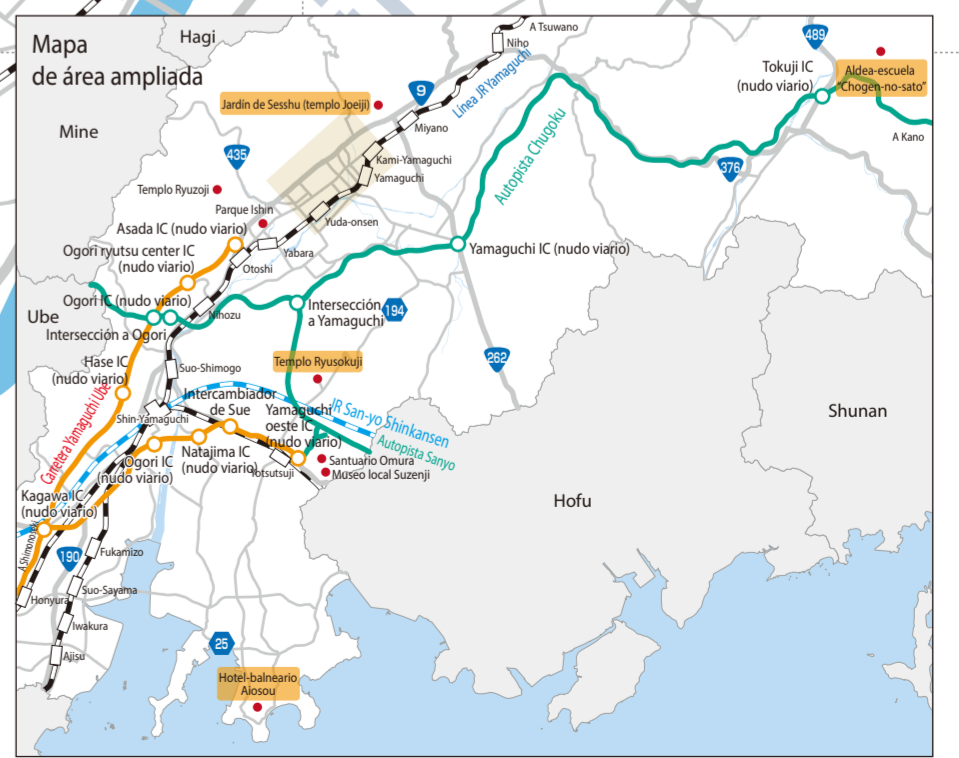 Mapa
de área ampliada
Hagi
Mine
Ube
Hofu
Shunan
A Tsuwano
Niho
Línea JR Yamaguchi
9
489
Tokuji IC
(nudo viario)
Aldea-escuela
“Chogen-no-sato”
A Kano
Jardín de Sesshu (templo Joeiji)
Miyano
Autopista Chugoku
376
435
Kami-Yamaguchi
Yamaguchi
Templo Ryuzoji
Parque Ishin
Yuda-onsen
Asada IC (nudo viario)
Yabara
Yamaguchi IC (nudo viario)
Ogori ryutsu center IC
(nudo viario)
Otoshi
Ogori IC (nudo viario)
Nihozu
Intersección
a Yamaguchi
194
Intersección a Ogori
Hase IC
(nudo viario)
Suo-Shimogo
Templo Ryusokuji
262
Carretera Yamaguchi Ube
Shin-Yamaguchi
Intercambiador
de Sue
Yamaguchi
oeste IC
(nudo viario)
JR San-yo Shinkansen
Autopista Sanyo
Ogori IC
(nudo viario)
Natajima IC
(nudo viario)
Yotsutsuji
Santuario Omura
Museo local Suzenji
Kagawa IC
(nudo viario)
A Shimonoseki
190
Fukamizo
Honyura
Suo-Sayama
Iwakura
Ajisu
25
Hotel-balneario
Aiosou